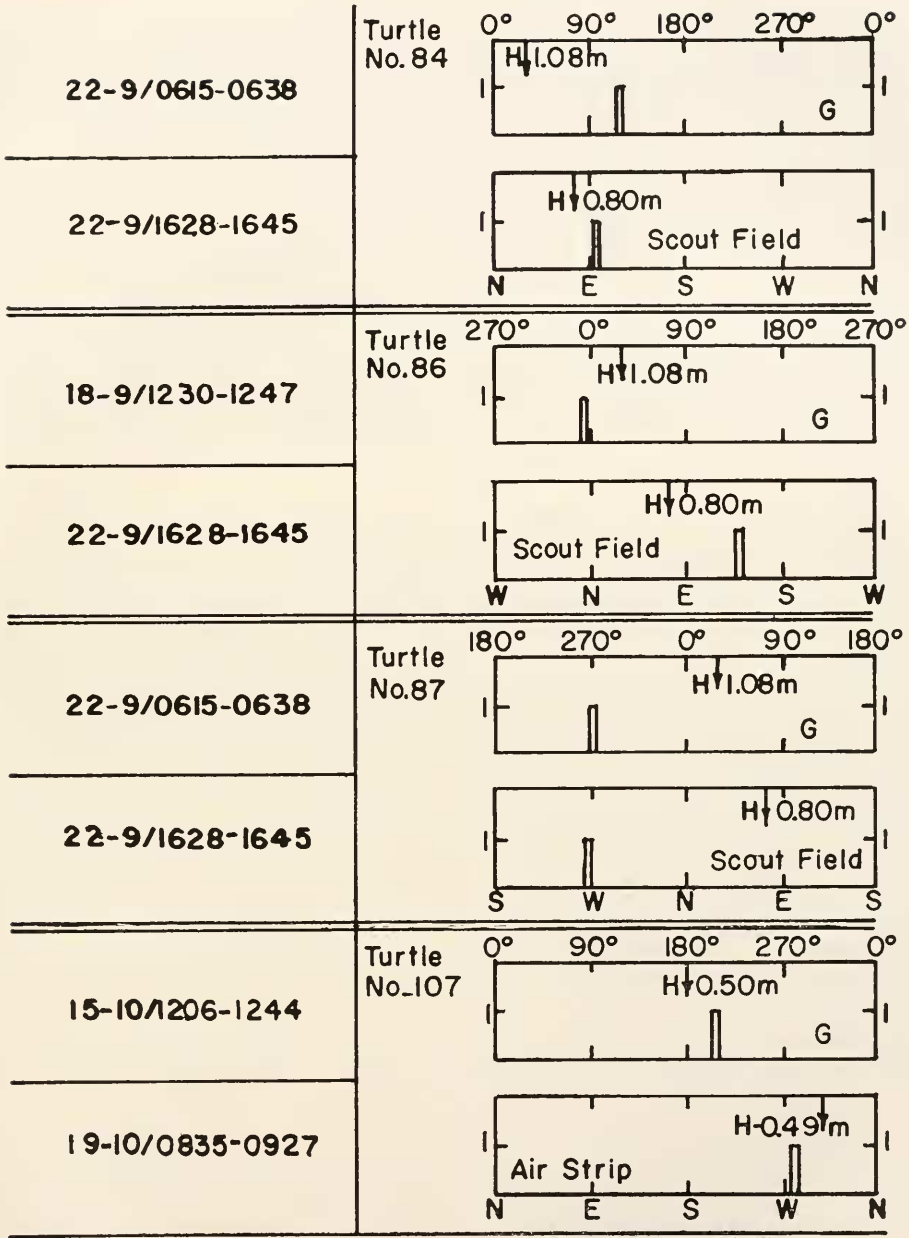 Turtle No. 84
0° 90° 180° 270° 0°
22-9/0615-0638
H 1.08m
1 1
G
22-9/1628-1645
H 0.80m
1 1
Scout Field
N E S W N
Turtle No.86
270° 0° 90° 180° 270°
18-9/1230-1247
H 1.08m
1 1
G
22-9/1628-1645
H 0.80m
1 1
Scout Field
W N E S W
Turtle No.87
180° 270° 0° 90° 180°
22-9/0615-0638
H 1.08m
1 1
G
22-9/1628-1645
H 0.80m
1 1
Scout Field
S W N E S
Turtle No.107
0° 90° 180° 270° 0°
15-10/1206-1244
H 0.50m
1 1
G
19-10/0835-0927
H-0.49 m
1 1
Air Strip
N E S W N